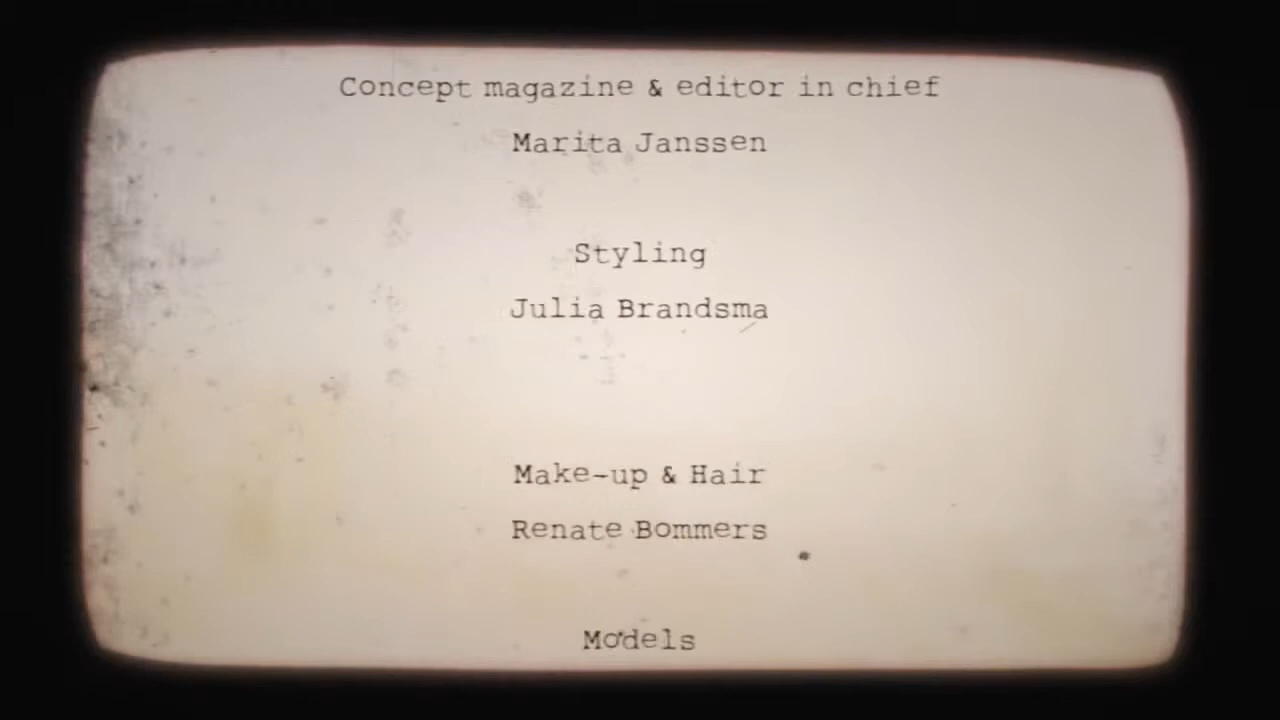 Concept magazine & editor in chief
Marita Janssen
Styling
Julia Brandsma
Make-up & Hair
Renate Bommers
Models